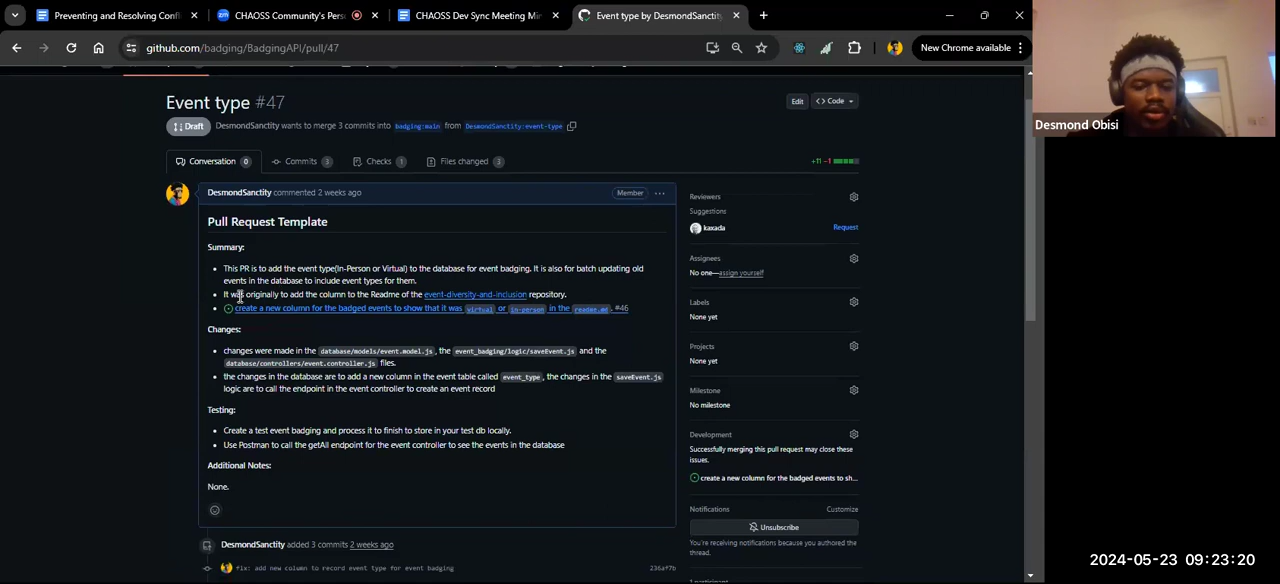 Preventing and Resolving Confl
CHAOSS Community's Pers
CHAOSS Dev Sync Meeting Min
Event type by DesmondSanctit
github.com/badging/BadgingAPI/pull/47
New Chrome available
Event type #47
Edit
<> Code
Draft
DesmondSanctity wants to merge 3 commits into badging:main from DesmondSanctity:event-type
Conversation 0
Commits 3
Checks 1
Files changed 3
+11 −1
DesmondSanctity commented 2 weeks ago
Member
Pull Request Template
Summary:
This PR is to add the event type(In-Person or Virtual) to the database for event badging. It is also for batch updating old
events in the database to include event types for them.
It was originally to add the column to the Readme of the event-diversity-and-inclusion repository.
create a new column for the badged events to show that it was virtual or in-person in the readme.md. #46
Changes:
changes were made in the database/models/event.model.js, the event_badging/logic/saveEvent.js and the
database/controllers/event.controller.js files.
the changes in the database are to add a new column in the event table called event_type, the changes in the saveEvent.js
logic are to call the endpoint in the event controller to create an event record
Testing:
Create a test event badging and process it to finish to store in your test db locally.
Use Postman to call the getAll endpoint for the event controller to see the events in the database
Additional Notes:
None.
DesmondSanctity added 3 commits 2 weeks ago
fix: add new column to record event type for event badging
236af7b
Reviewers
Suggestions
kaxada
Request
Assignees
No one—assign yourself
Labels
None yet
Projects
None yet
Milestone
No milestone
Development
Successfully merging this pull request may close these
issues.
create a new column for the badged events to sh...
Notifications
Customize
Unsubscribe
You're receiving notifications because you authored the
thread.
1 participant
Desmond Obisi
2024-05-23 09:23:20